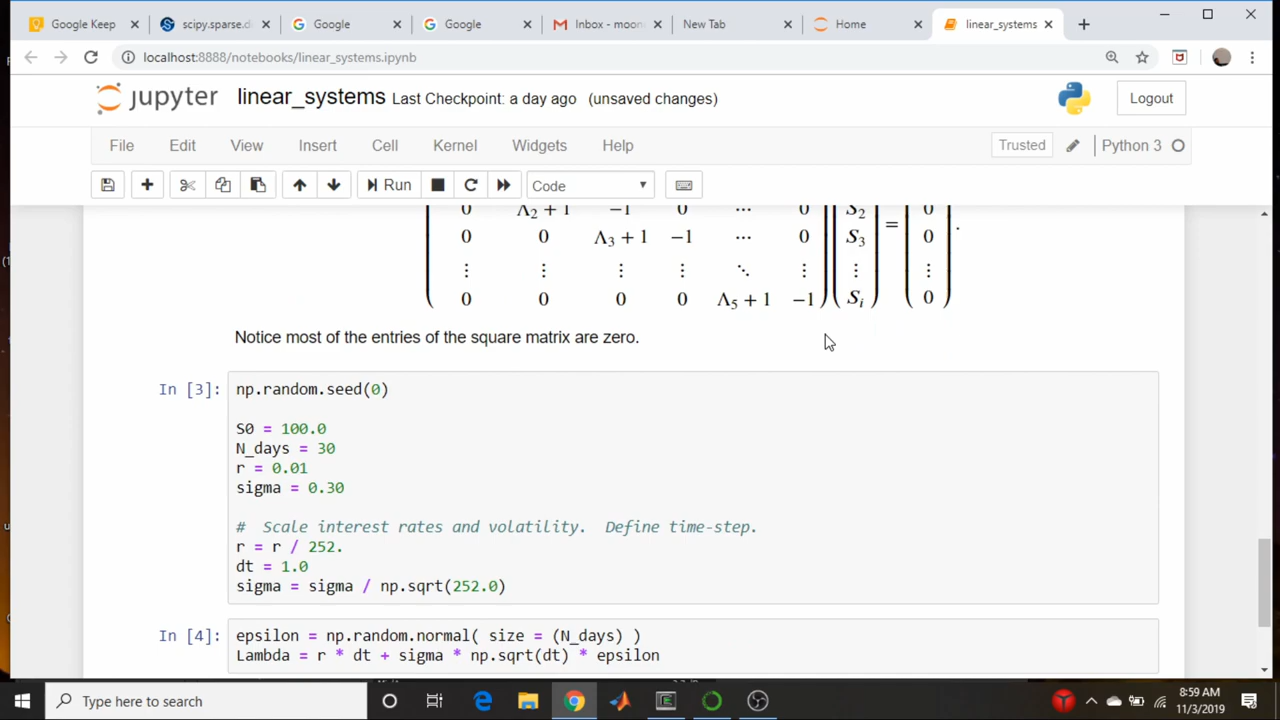 Google Keep
scipy.sparse.d
Google
Google
Inbox - moon
New Tab
Home
linear_systems
localhost:8888/notebooks/linear_systems.ipynb
jupyter linear_systems Last Checkpoint: a day ago (unsaved changes)
Logout
File Edit View Insert Cell Kernel Widgets Help
Trusted Python 3
Run Code
0 Λ2 + 1 −1 0 ⋯ 0 S2 0
0 0 Λ3 + 1 −1 ⋯ 0 S3 = 0 .
⋮ ⋮ ⋮ ⋮ ⋱ ⋮ ⋮ ⋮
0 0 0 0 Λ5 + 1 −1 Si 0
Notice most of the entries of the square matrix are zero.
In [3]: np.random.seed(0)
S0 = 100.0
N_days = 30
r = 0.01
sigma = 0.30
# Scale interest rates and volatility. Define time-step.
r = r / 252.
dt = 1.0
sigma = sigma / np.sqrt(252.0)
In [4]: epsilon = np.random.normal( size = (N_days) )
Lambda = r * dt + sigma * np.sqrt(dt) * epsilon
Type here to search
8:59 AM
11/3/2019